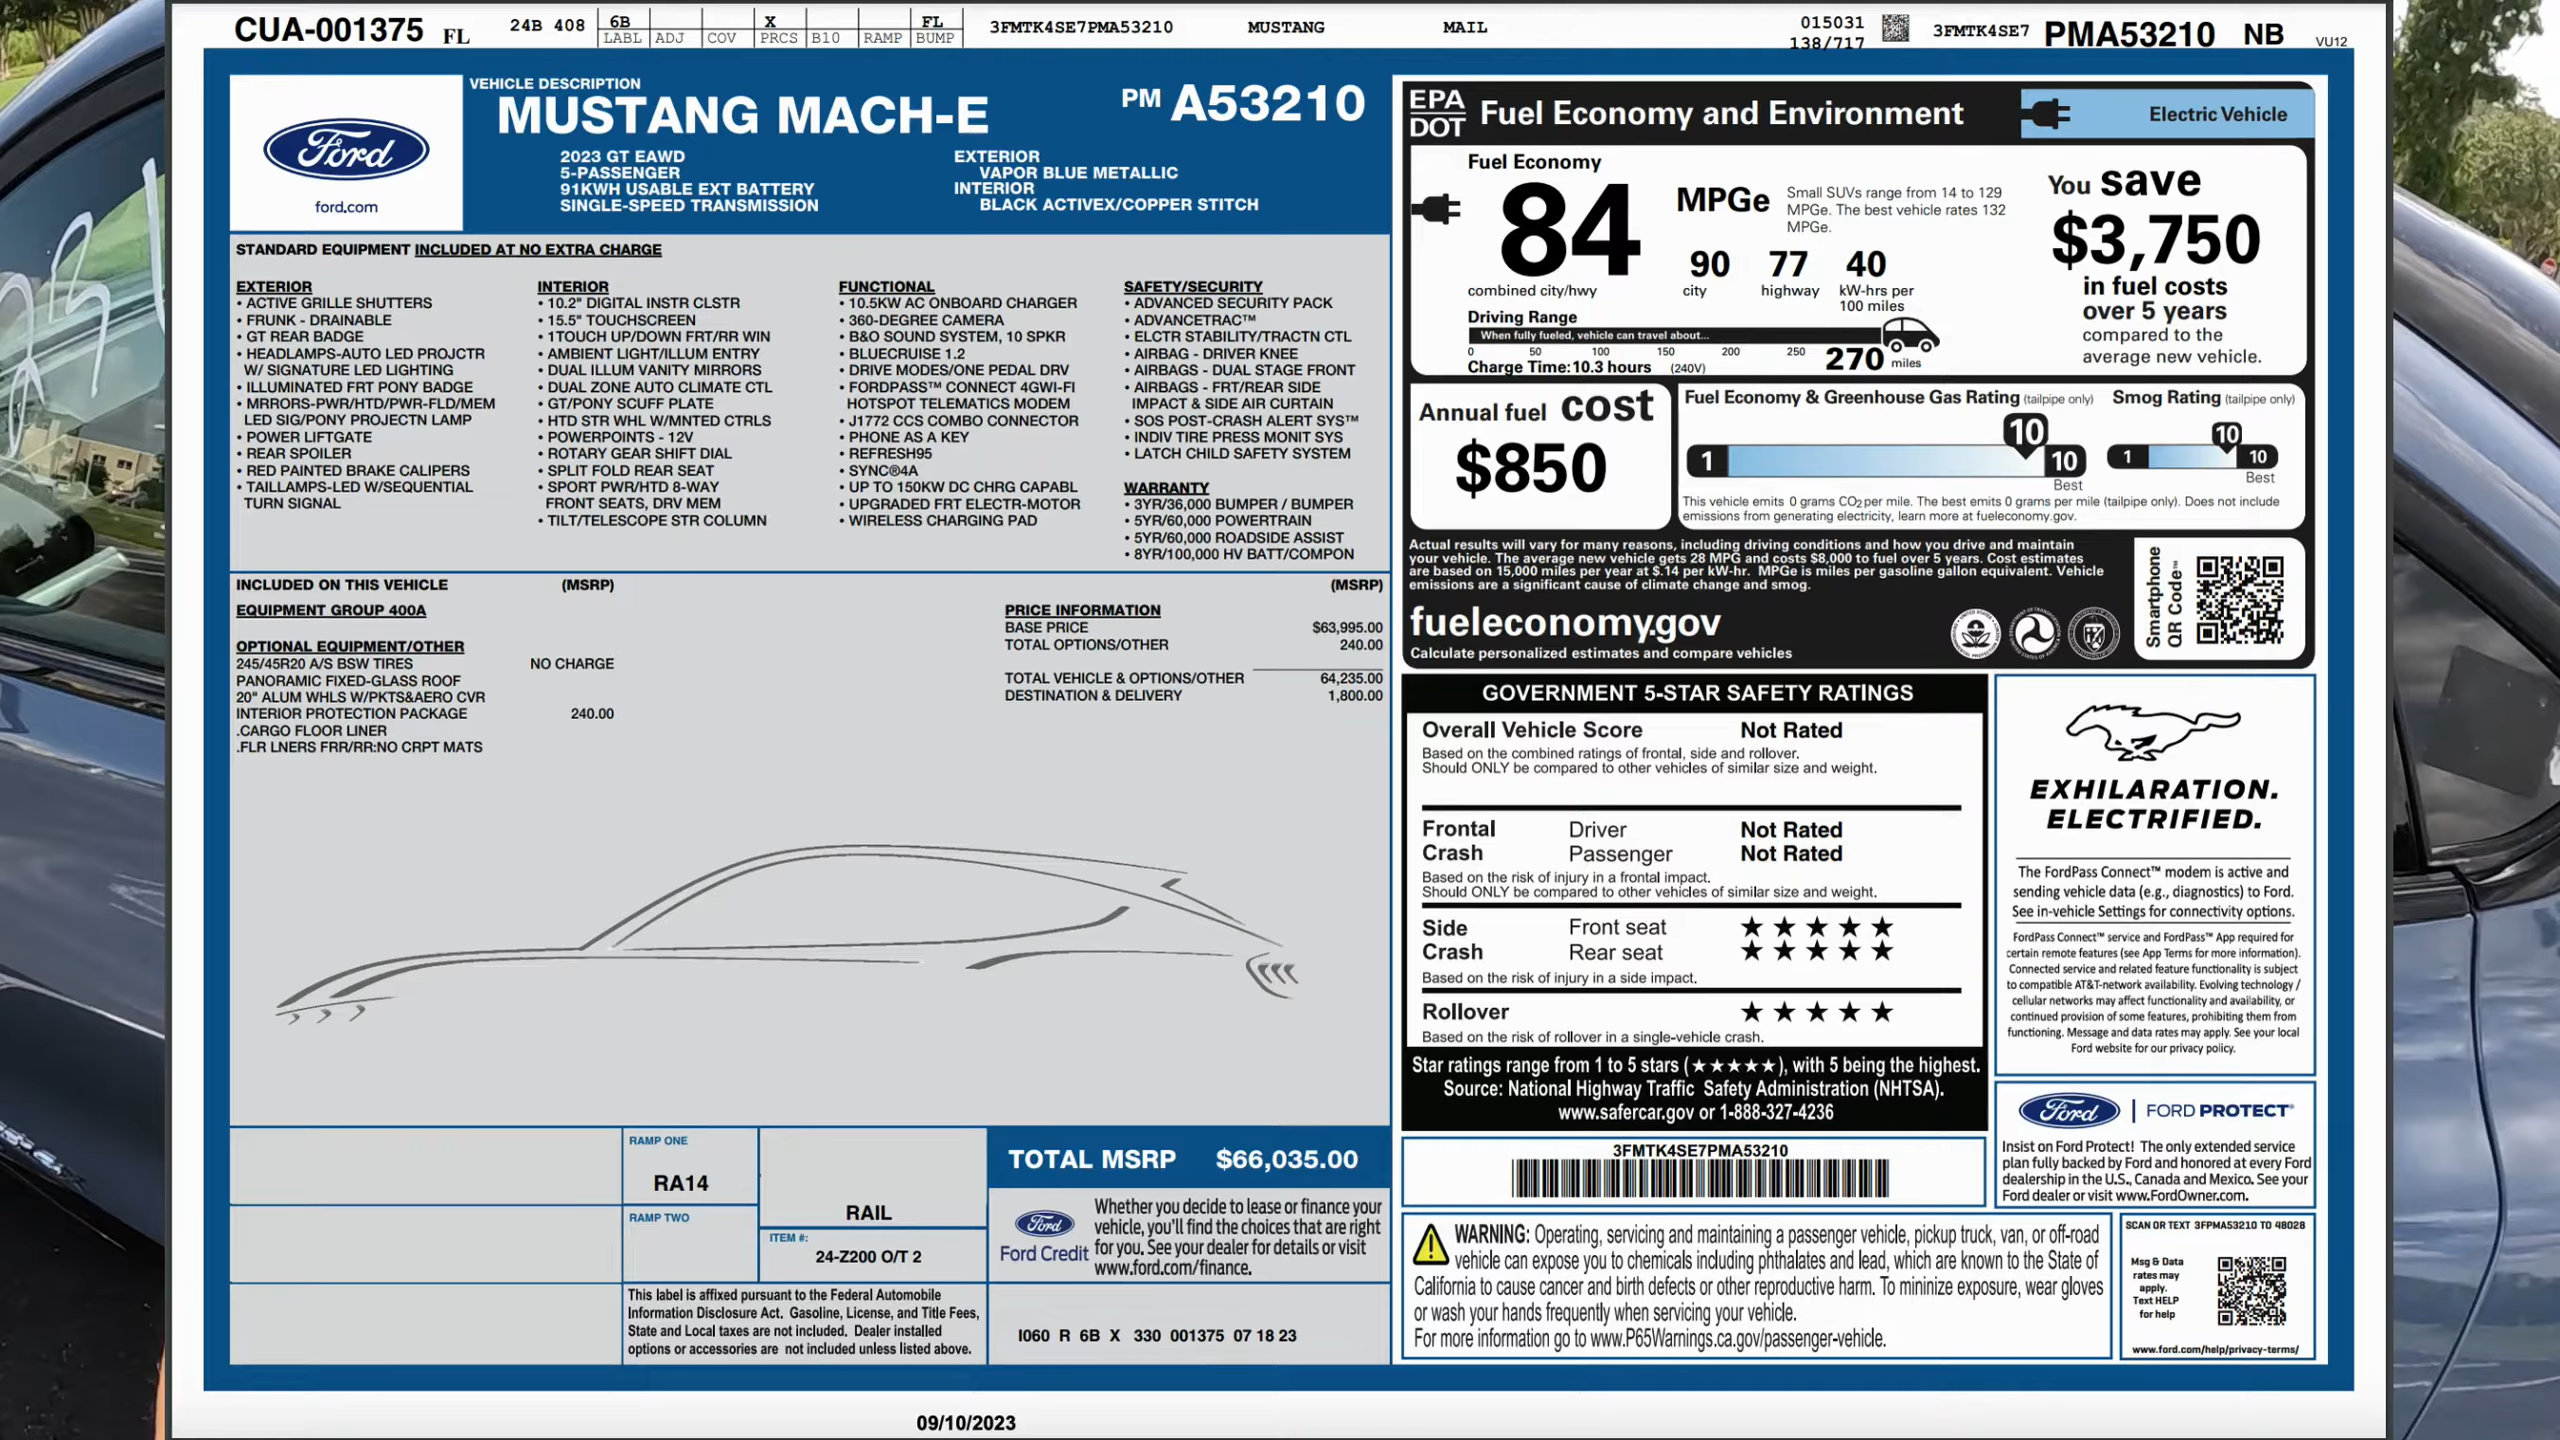 CUA-001375 FL
24B 408
6B X FL
LABL ADJ COV PRCS B10 RAMP BUMP
3FMTK4SE7PMA53210
MUSTANG
MAIL
015031
138/717
3FMTK4SE7 PMA53210 NB VU12
Ford
ford.com
VEHICLE DESCRIPTION
MUSTANG MACH-E
PM A53210
2023 GT EAWD
5-PASSENGER
91KWH USABLE EXT BATTERY
SINGLE-SPEED TRANSMISSION
EXTERIOR
VAPOR BLUE METALLIC
INTERIOR
BLACK ACTIVEX/COPPER STITCH
STANDARD EQUIPMENT INCLUDED AT NO EXTRA CHARGE
EXTERIOR
• ACTIVE GRILLE SHUTTERS
• FRUNK - DRAINABLE
• GT REAR BADGE
• HEADLAMPS-AUTO LED PROJCTR
W/ SIGNATURE LED LIGHTING
• ILLUMINATED FRT PONY BADGE
• MRRORS-PWR/HTD/PWR-FLD/MEM
LED SIG/PONY PROJECTN LAMP
• POWER LIFTGATE
• REAR SPOILER
• RED PAINTED BRAKE CALIPERS
• TAILLAMPS-LED W/SEQUENTIAL
TURN SIGNAL
INTERIOR
• 10.2" DIGITAL INSTR CLSTR
• 15.5" TOUCHSCREEN
• 1TOUCH UP/DOWN FRT/RR WIN
• AMBIENT LIGHT/ILLUM ENTRY
• DUAL ILLUM VANITY MIRRORS
• DUAL ZONE AUTO CLIMATE CTL
• GT/PONY SCUFF PLATE
• HTD STR WHL W/MNTED CTRLS
• POWERPOINTS - 12V
• ROTARY GEAR SHIFT DIAL
• SPLIT FOLD REAR SEAT
• SPORT PWR/HTD 8-WAY
FRONT SEATS, DRV MEM
• TILT/TELESCOPE STR COLUMN
FUNCTIONAL
• 10.5KW AC ONBOARD CHARGER
• 360-DEGREE CAMERA
• B&O SOUND SYSTEM, 10 SPKR
• BLUECRUISE 1.2
• DRIVE MODES/ONE PEDAL DRV
• FORDPASS™ CONNECT 4GWI-FI
HOTSPOT TELEMATICS MODEM
• J1772 CCS COMBO CONNECTOR
• PHONE AS A KEY
• REFRESH95
• SYNC®4A
• UP TO 150KW DC CHRG CAPABL
• UPGRADED FRT ELECTR-MOTOR
• WIRELESS CHARGING PAD
SAFETY/SECURITY
• ADVANCED SECURITY PACK
• ADVANCETRAC™
• ELCTR STABILITY/TRACTN CTL
• AIRBAG - DRIVER KNEE
• AIRBAGS - DUAL STAGE FRONT
• AIRBAGS - FRT/REAR SIDE
IMPACT & SIDE AIR CURTAIN
• SOS POST-CRASH ALERT SYS™
• INDIV TIRE PRESS MONIT SYS
• LATCH CHILD SAFETY SYSTEM
WARRANTY
• 3YR/36,000 BUMPER / BUMPER
• 5YR/60,000 POWERTRAIN
• 5YR/60,000 ROADSIDE ASSIST
• 8YR/100,000 HV BATT/COMPON
INCLUDED ON THIS VEHICLE (MSRP)
EQUIPMENT GROUP 400A
OPTIONAL EQUIPMENT/OTHER
245/45R20 A/S BSW TIRES NO CHARGE
PANORAMIC FIXED-GLASS ROOF
20" ALUM WHLS W/PKTS&AERO CVR
INTERIOR PROTECTION PACKAGE 240.00
.CARGO FLOOR LINER
.FLR LNERS FRR/RR:NO CRPT MATS
(MSRP)
PRICE INFORMATION
BASE PRICE $63,995.00
TOTAL OPTIONS/OTHER 240.00
TOTAL VEHICLE & OPTIONS/OTHER 64,235.00
DESTINATION & DELIVERY 1,800.00
RAMP ONE
RA14
RAMP TWO
RAIL
ITEM #:
24-Z200 O/T 2
TOTAL MSRP $66,035.00
Ford
Ford Credit
Whether you decide to lease or finance your
vehicle, you'll find the choices that are right
for you. See your dealer for details or visit
www.ford.com/finance.
This label is affixed pursuant to the Federal Automobile
Information Disclosure Act. Gasoline, License, and Title Fees,
State and Local taxes are not included. Dealer installed
options or accessories are not included unless listed above.
I060 R 6B X 330 001375 07 18 23
EPA
DOT
Fuel Economy and Environment
Electric Vehicle
Fuel Economy
84
MPGe
combined city/hwy
Small SUVs range from 14 to 129
MPGe. The best vehicle rates 132
MPGe.
90 77 40
city highway kW-hrs per
100 miles
Driving Range
When fully fueled, vehicle can travel about...
0 50 100 150 200 250 270 miles
Charge Time: 10.3 hours (240V)
You save
$3,750
in fuel costs
over 5 years
compared to the
average new vehicle.
Annual fuel cost
$850
Fuel Economy & Greenhouse Gas Rating (tailpipe only)
10
1 10
Best
Smog Rating (tailpipe only)
10
1 10
Best
This vehicle emits 0 grams CO2 per mile. The best emits 0 grams per mile (tailpipe only). Does not include
emissions from generating electricity, learn more at fueleconomy.gov.
Actual results will vary for many reasons, including driving conditions and how you drive and maintain
your vehicle. The average new vehicle gets 28 MPG and costs $8,000 to fuel over 5 years. Cost estimates
are based on 15,000 miles per year at $.14 per kW-hr. MPGe is miles per gasoline gallon equivalent. Vehicle
emissions are a significant cause of climate change and smog.
fueleconomy.gov
Calculate personalized estimates and compare vehicles
Smartphone
QR Code™
GOVERNMENT 5-STAR SAFETY RATINGS
Overall Vehicle Score Not Rated
Based on the combined ratings of frontal, side and rollover.
Should ONLY be compared to other vehicles of similar size and weight.
Frontal Driver Not Rated
Crash Passenger Not Rated
Based on the risk of injury in a frontal impact.
Should ONLY be compared to other vehicles of similar size and weight.
Side Front seat ★★★★★
Crash Rear seat ★★★★★
Based on the risk of injury in a side impact.
Rollover ★★★★★
Based on the risk of rollover in a single-vehicle crash.
Star ratings range from 1 to 5 stars (★★★★★), with 5 being the highest.
Source: National Highway Traffic Safety Administration (NHTSA).
www.safercar.gov or 1-888-327-4236
EXHILARATION.
ELECTRIFIED.
The FordPass Connect™ modem is active and
sending vehicle data (e.g., diagnostics) to Ford.
See in-vehicle Settings for connectivity options.
FordPass Connect™ service and FordPass™ App required for
certain remote features (see App Terms for more information).
Connected service and related feature functionality is subject
to compatible AT&T-network availability. Evolving technology /
cellular networks may affect functionality and availability, or
continued provision of some features, prohibiting them from
functioning. Message and data rates may apply. See your local
Ford website for our privacy policy.
Ford | FORD PROTECT
Insist on Ford Protect! The only extended service
plan fully backed by Ford and honored at every Ford
dealership in the U.S., Canada and Mexico. See your
Ford dealer or visit www.FordOwner.com.
3FMTK4SE7PMA53210
WARNING: Operating, servicing and maintaining a passenger vehicle, pickup truck, van, or off-road
vehicle can expose you to chemicals including phthalates and lead, which are known to the State of
California to cause cancer and birth defects or other reproductive harm. To minimize exposure, wear gloves
or wash your hands frequently when servicing your vehicle.
For more information go to www.P65Warnings.ca.gov/passenger-vehicle.
SCAN OR TEXT 3FPMA53210 TO 48028
Msg & Data
rates may
apply.
Text HELP
for help
www.ford.com/help/privacy-terms/
09/10/2023